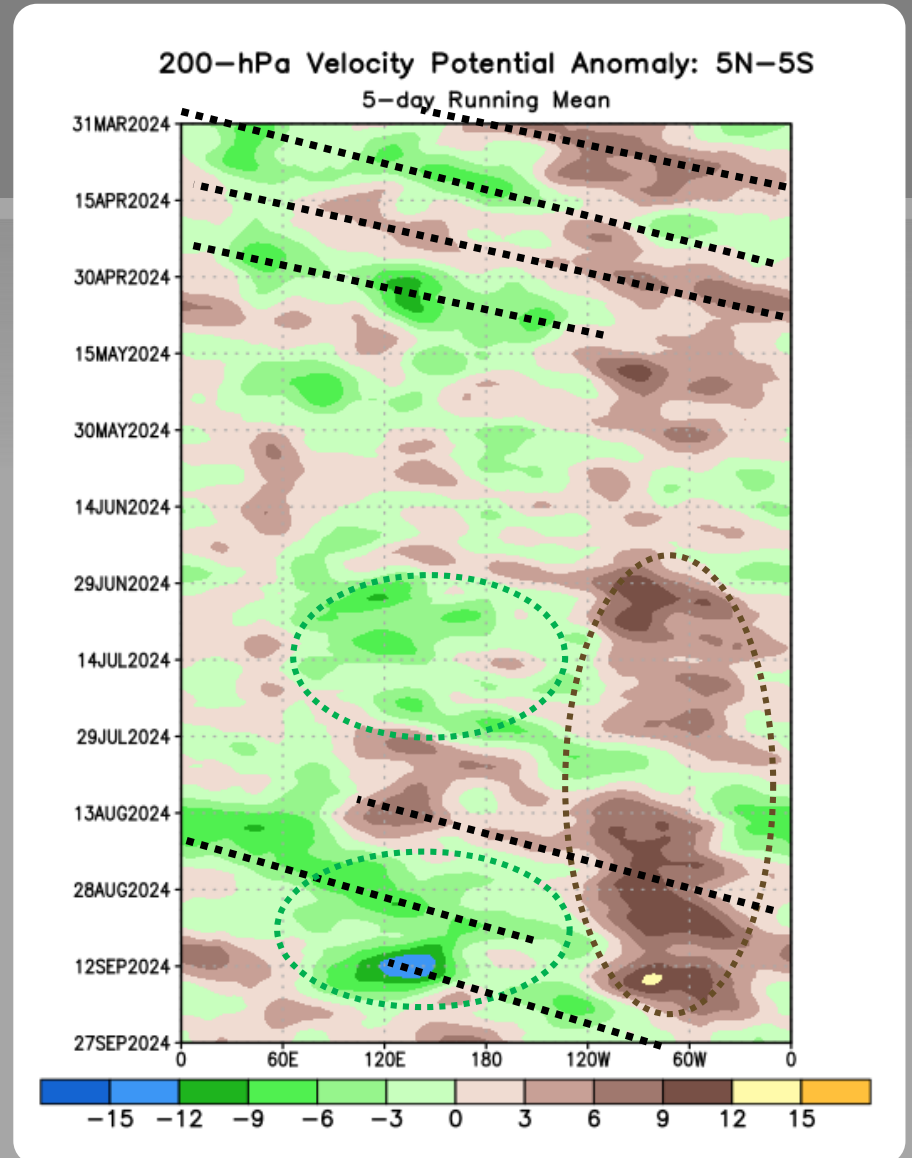 200-hPa Velocity Potential Anomaly: 5N-5S
5-day Running Mean
31MAR2024
15APR2024
30APR2024
15MAY2024
30MAY2024
14JUN2024
29JUN2024
14JUL2024
29JUL2024
13AUG2024
28AUG2024
12SEP2024
27SEP2024
0 60E 120E 180 120W 60W 0
-15 -12 -9 -6 -3 0 3 6 9 12 15